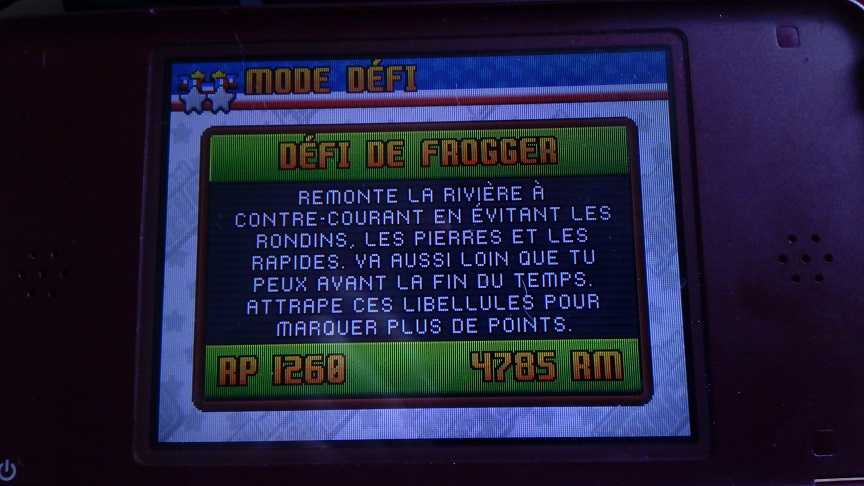 MODE DÉFI
DÉFI DE FROGGER
REMONTE LA RIVIÈRE À
CONTRE-COURANT EN ÉVITANT LES
RONDINS, LES PIERRES ET LES
RAPIDES. VA AUSSI LOIN QUE TU
PEUX AVANT LA FIN DU TEMPS.
ATTRAPE CES LIBELLULES POUR
MARQUER PLUS DE POINTS.
RP 1260 4785 RM